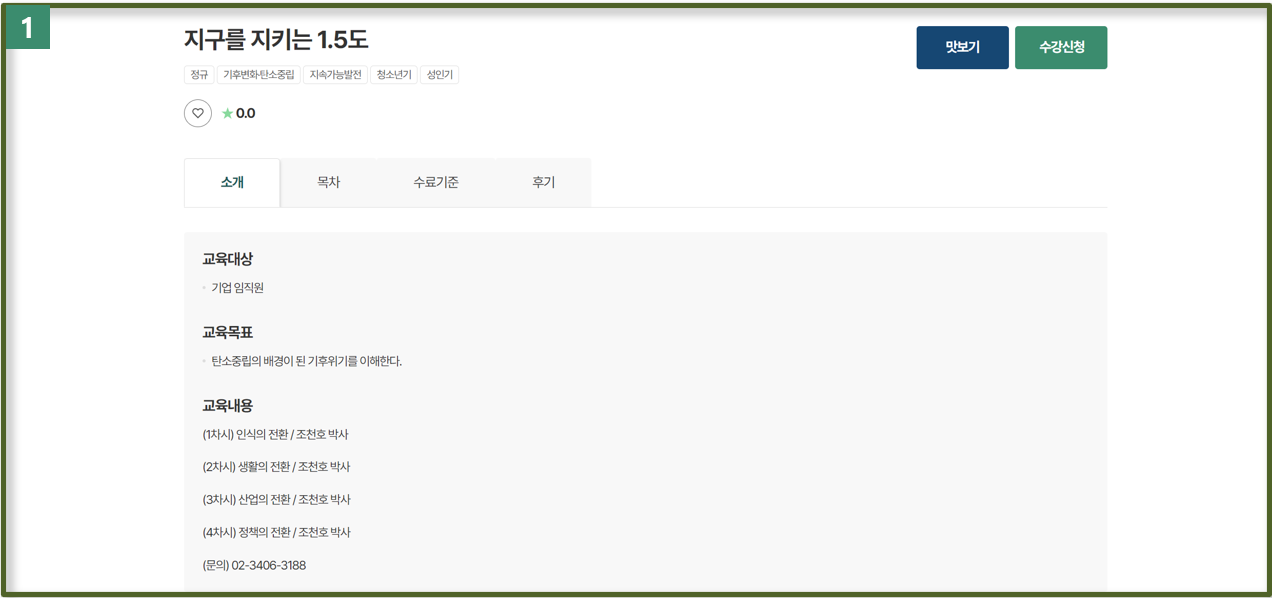 1
지구를 지키는 1.5도
맛보기
수강신청
정규 기후변화·탄소중립 지속가능발전 청소년기 성인기
★ 0.0
소개 목차 수료기준 후기
교육대상
기업 임직원
교육목표
탄소중립의 배경이 된 기후위기를 이해한다.
교육내용
(1차시) 인식의 전환 / 조천호 박사
(2차시) 생활의 전환 / 조천호 박사
(3차시) 산업의 전환 / 조천호 박사
(4차시) 정책의 전환 / 조천호 박사
(문의) 02-3406-3188